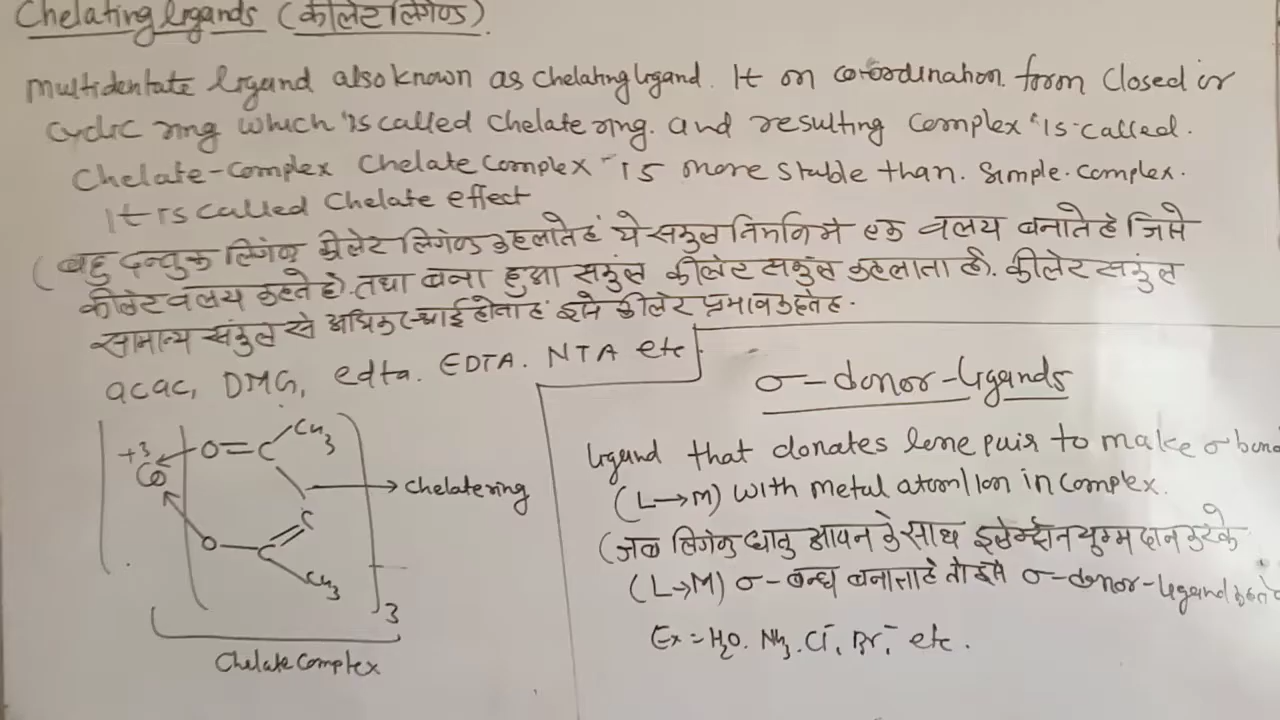 Chelating ligands (कीलेट लिगेण्ड).
Multidentate ligand also known as chelating ligand. It on coordination form closed or
cyclic ring which is called chelate ring. and resulting complex is called.
Chelate-complex Chelate complex is more stable than simple complex.
It is called Chelate effect
(बहु दन्तुक लिगेण्ड कीलेट लिगेण्ड कहलाते हैं ये संकुल निर्माण में एक वलय बनाते है जिसे
कीलेट वलय कहते है. तथा बना हुआ संकुल कीलेट संकुल कहलाता है. कीलेट संकुल
सामान्य संकुल से अधिक स्थाई होता है इसे कीलेट प्रभाव कहते है.
acac, DMG, edta. EDTA. NTA etc
+3
Co
O=C
CH3
C
O-C
CH3
3
→ Chelate ring
Chelate complex
σ-donor-ligands
ligand that donates lone pair to make σ bond
(L→M) with metal atom/Ion in complex.
(जब लिगेण्ड धातु आयन के साथ इलेक्ट्रॉन युग्म दान करके
(L→M) σ-बन्ध बनाता है तो इसे σ-donor-ligand कहते
Ex = H2O. NH3. Cl-, Br-, etc.